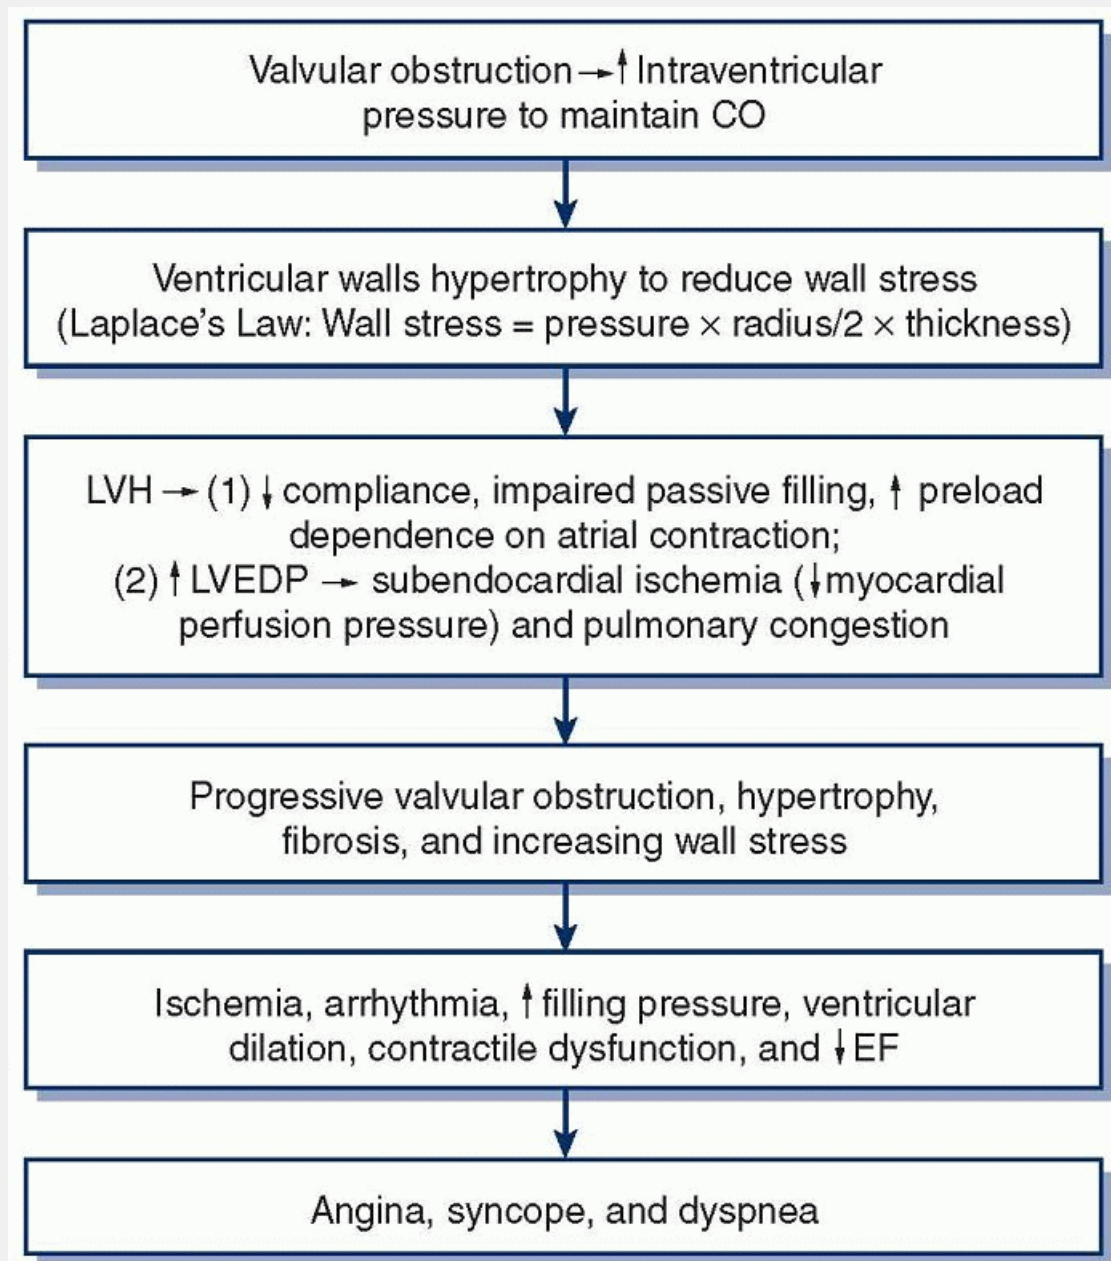 Valvular obstruction→↑Intraventricular
pressure to maintain CO
Ventricular walls hypertrophy to reduce wall stress
(Laplace's Law: Wall stress = pressure × radius/2 × thickness)
LVH → (1)↓compliance, impaired passive filling, ↑ preload
dependence on atrial contraction;
(2)↑LVEDP → subendocardial ischemia (↓myocardial
perfusion pressure) and pulmonary congestion
Progressive valvular obstruction, hypertrophy,
fibrosis, and increasing wall stress
Ischemia, arrhythmia, ↑filling pressure, ventricular
dilation, contractile dysfunction, and ↓EF
Angina, syncope, and dyspnea